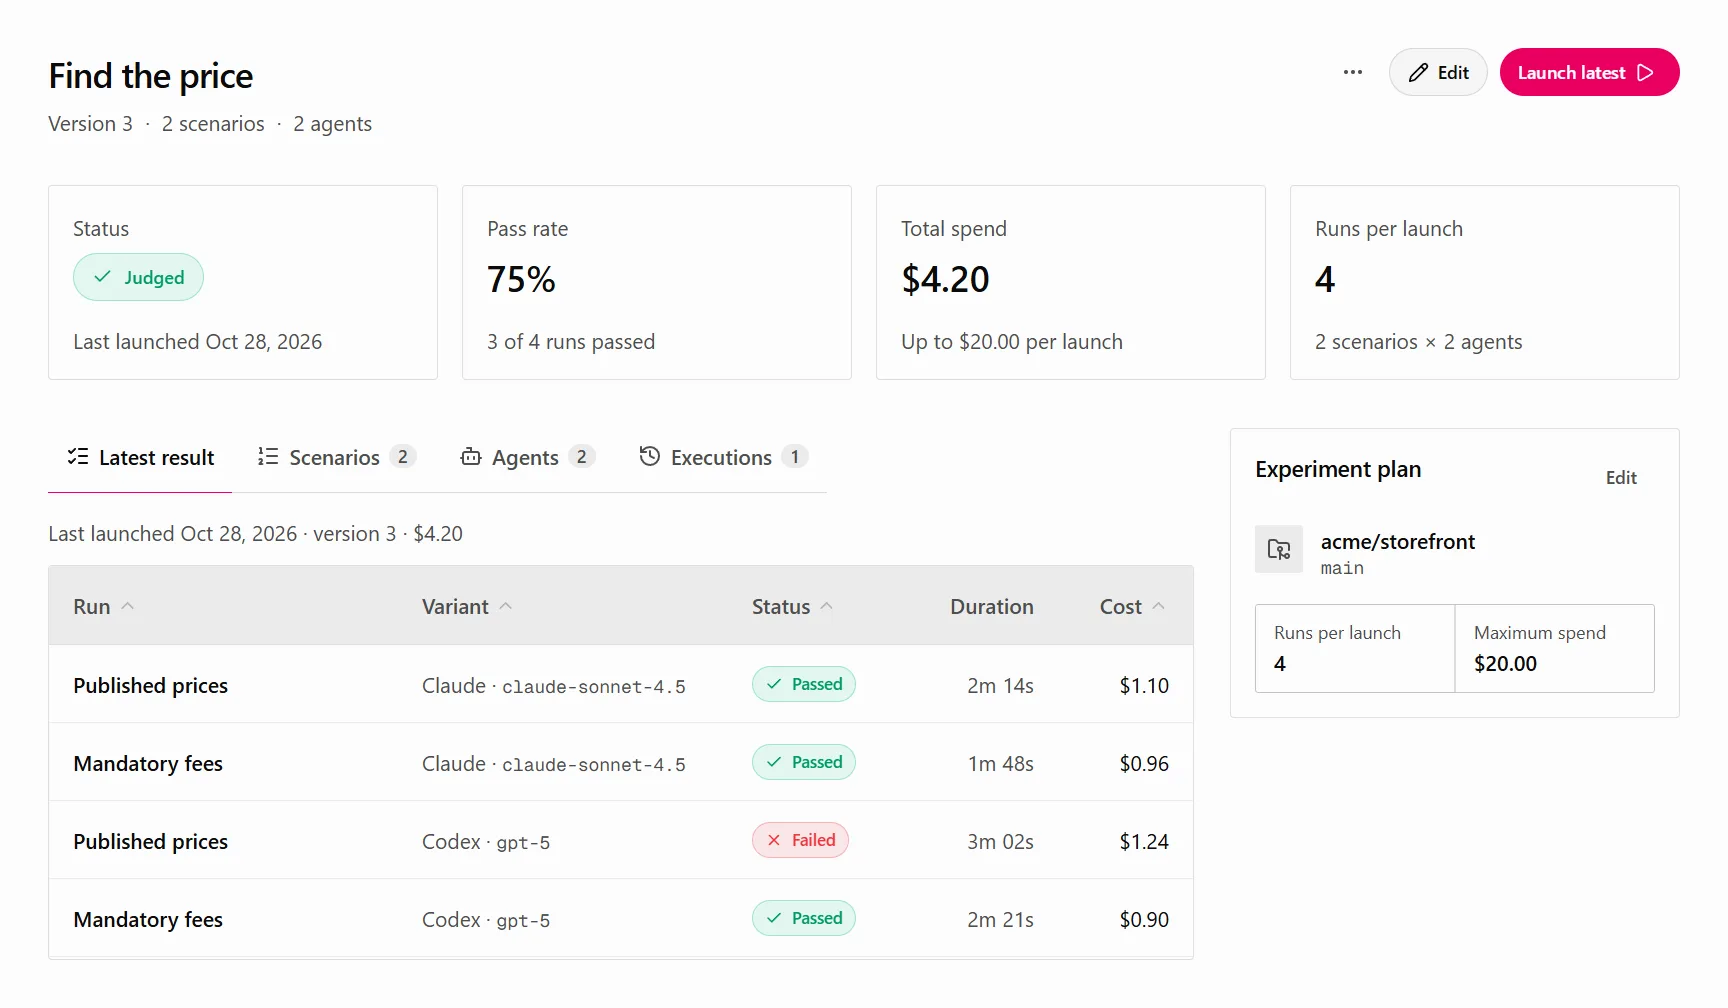 Find the price
Version 3 · 2 scenarios · 2 agents
Edit
Launch latest
Status
Judged
Last launched Oct 28, 2026
Pass rate
75%
3 of 4 runs passed
Total spend
$4.20
Up to $20.00 per launch
Runs per launch
4
2 scenarios × 2 agents
Latest result
Scenarios 2
Agents 2
Executions 1
Last launched Oct 28, 2026 · version 3 · $4.20
Run Variant Status Duration Cost
Published prices Claude · claude-sonnet-4.5 Passed 2m 14s $1.10
Mandatory fees Claude · claude-sonnet-4.5 Passed 1m 48s $0.96
Published prices Codex · gpt-5 Failed 3m 02s $1.24
Mandatory fees Codex · gpt-5 Passed 2m 21s $0.90
Experiment plan
Edit
acme/storefront
main
Runs per launch
4
Maximum spend
$20.00